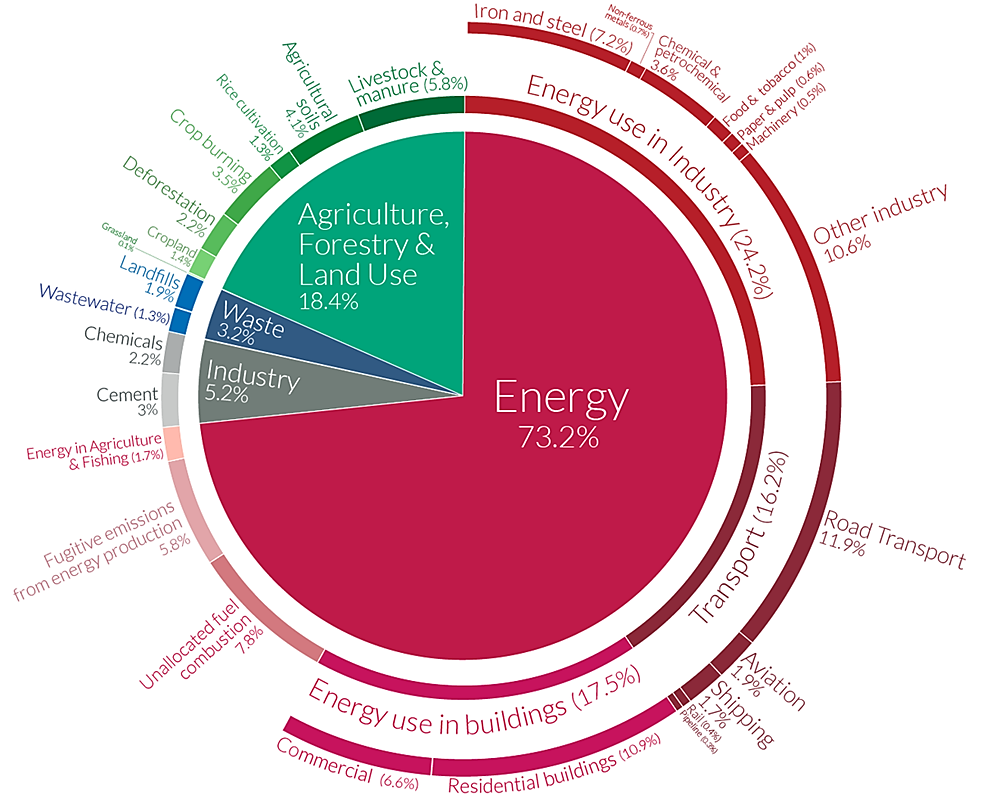 Iron and steel (7.2%)
Non-ferrous
metals (0.7%)
Chemical &
petrochemical
3.6%
Food & tobacco (1%)
Paper & pulp (0.6%)
Machinery (0.5%)
Energy use in Industry (24.2%)
Other industry
10.6%
Road Transport
11.9%
Transport (16.2%)
Aviation
1.9%
Shipping
1.7%
Rail (0.4%)
Pipeline (0.3%)
Energy use in buildings (17.5%)
Residential buildings (10.9%)
Commercial (6.6%)
Unallocated fuel
combustion
7.8%
Fugitive emissions
from energy production
5.8%
Energy in Agriculture
& Fishing (1.7%)
Cement
3%
Chemicals
2.2%
Wastewater (1.3%)
Landfills
1.9%
Grassland
0.1%
Cropland
1.4%
Deforestation
2.2%
Crop burning
3.5%
Rice cultivation
1.3%
Agricultural
soils
4.1%
Livestock &
manure (5.8%)
Agriculture,
Forestry &
Land Use
18.4%
Waste
3.2%
Industry
5.2%
Energy
73.2%